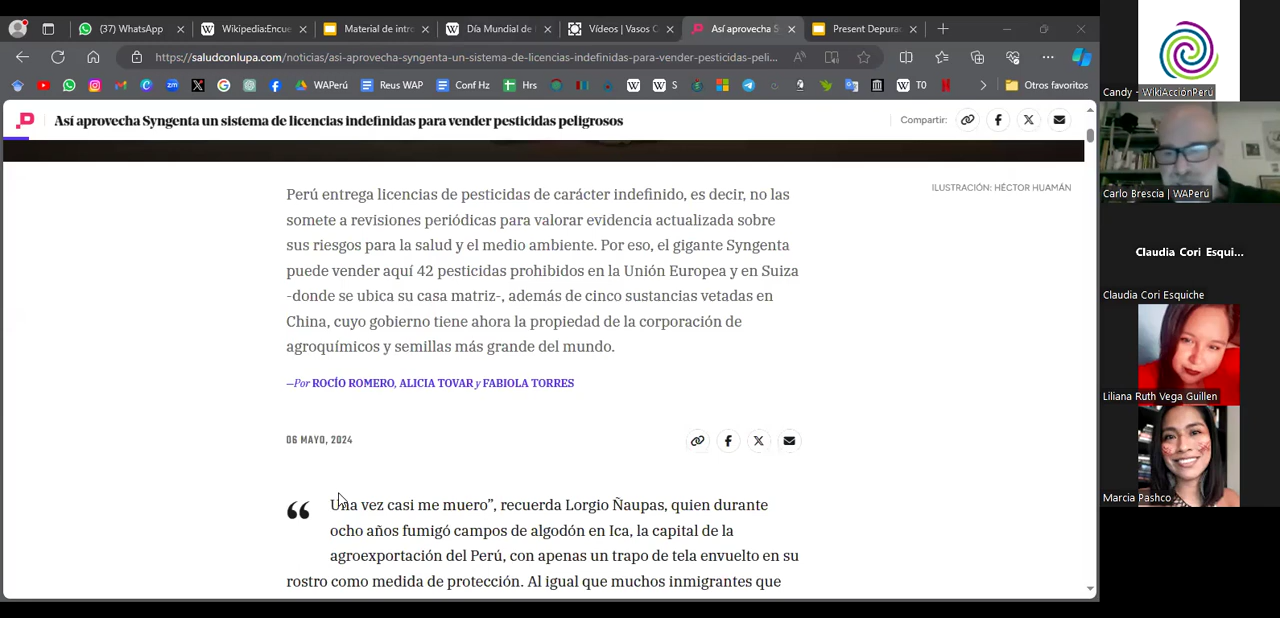 (37) WhatsApp
Wikipedia:Encue
Material de intro
Día Mundial de
Vídeos | Vasos C
Así aprovecha S
Present Depurac
https://saludconlupa.com/noticias/asi-aprovecha-syngenta-un-sistema-de-licencias-indefinidas-para-vender-pesticidas-peli...
WAPerú
Reus WAP
Conf Hz
Hrs
S
T0
Otros favoritos
Así aprovecha Syngenta un sistema de licencias indefinidas para vender pesticidas peligrosos
Compartir:
ILUSTRACIÓN: HÉCTOR HUAMÁN
Perú entrega licencias de pesticidas de carácter indefinido, es decir, no las
somete a revisiones periódicas para valorar evidencia actualizada sobre
sus riesgos para la salud y el medio ambiente. Por eso, el gigante Syngenta
puede vender aquí 42 pesticidas prohibidos en la Unión Europea y en Suiza
-donde se ubica su casa matriz-, además de cinco sustancias vetadas en
China, cuyo gobierno tiene ahora la propiedad de la corporación de
agroquímicos y semillas más grande del mundo.
—Por ROCÍO ROMERO, ALICIA TOVAR y FABIOLA TORRES
06 MAYO, 2024
“ Una vez casi me muero”, recuerda Lorgio Ñaupas, quien durante
ocho años fumigó campos de algodón en Ica, la capital de la
agroexportación del Perú, con apenas un trapo de tela envuelto en su
rostro como medida de protección. Al igual que muchos inmigrantes que
Candy - WikiAcciónPerú
Carlo Brescia | WAPerú
Claudia Cori Esqui...
Claudia Cori Esquiche
Liliana Ruth Vega Guillen
Marcia Pashco